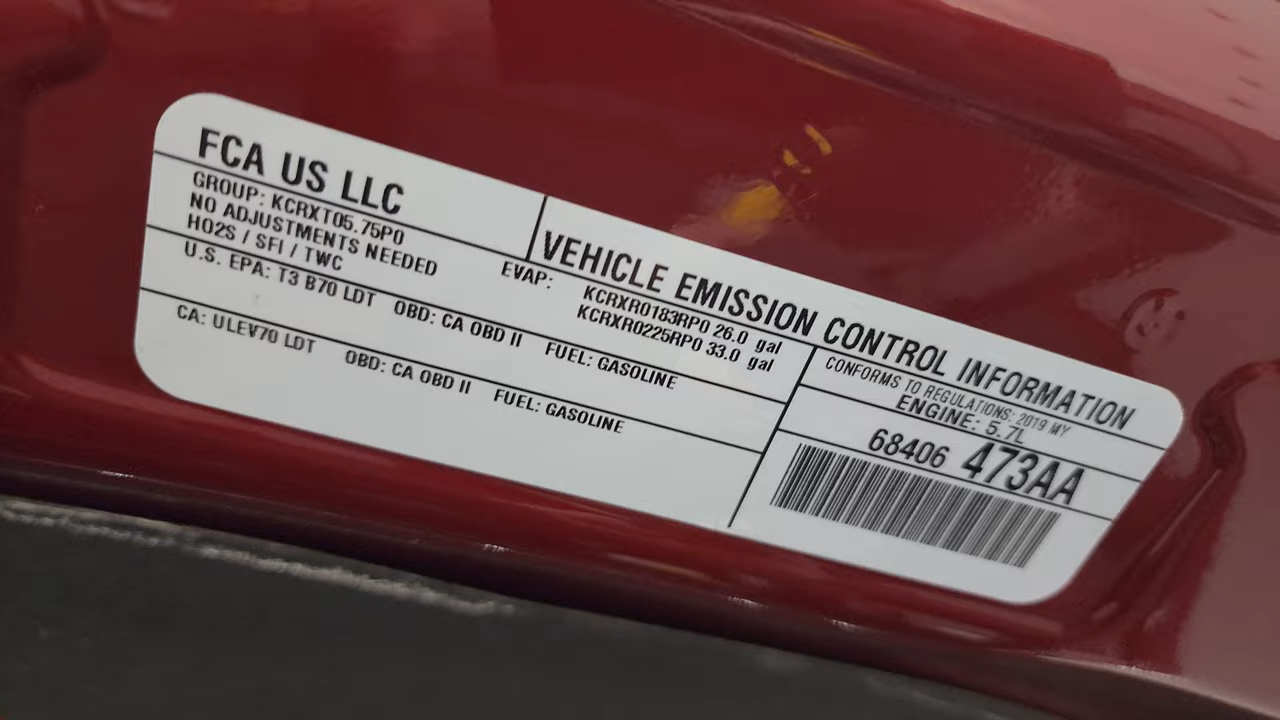 FCA US LLC
VEHICLE EMISSION CONTROL INFORMATION
GROUP: KCRXT05.75P0
NO ADJUSTMENTS NEEDED
HO2S / SFI / TWC
EVAP: KCRXR0183RP0 26.0 gal
KCRXR0225RP0 33.0 gal
CONFORMS TO REGULATIONS: 2019 MY
ENGINE: 5.7L
U.S. EPA: T3 B70 LDT OBD: CA OBD II FUEL: GASOLINE
CA: ULEV70 LDT OBD: CA OBD II FUEL: GASOLINE
68406 473AA